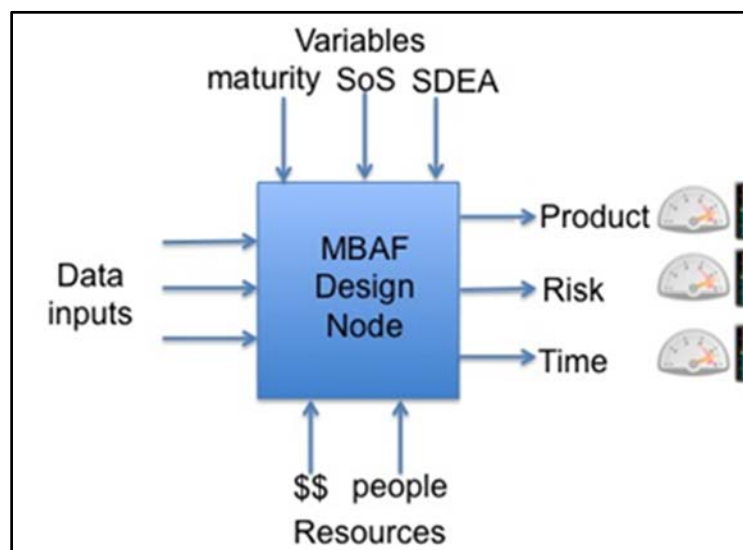 Variables
maturity SoS SDEA
MBAF
Design
Node
Data
inputs
Product
Risk
Time
$$ people
Resources